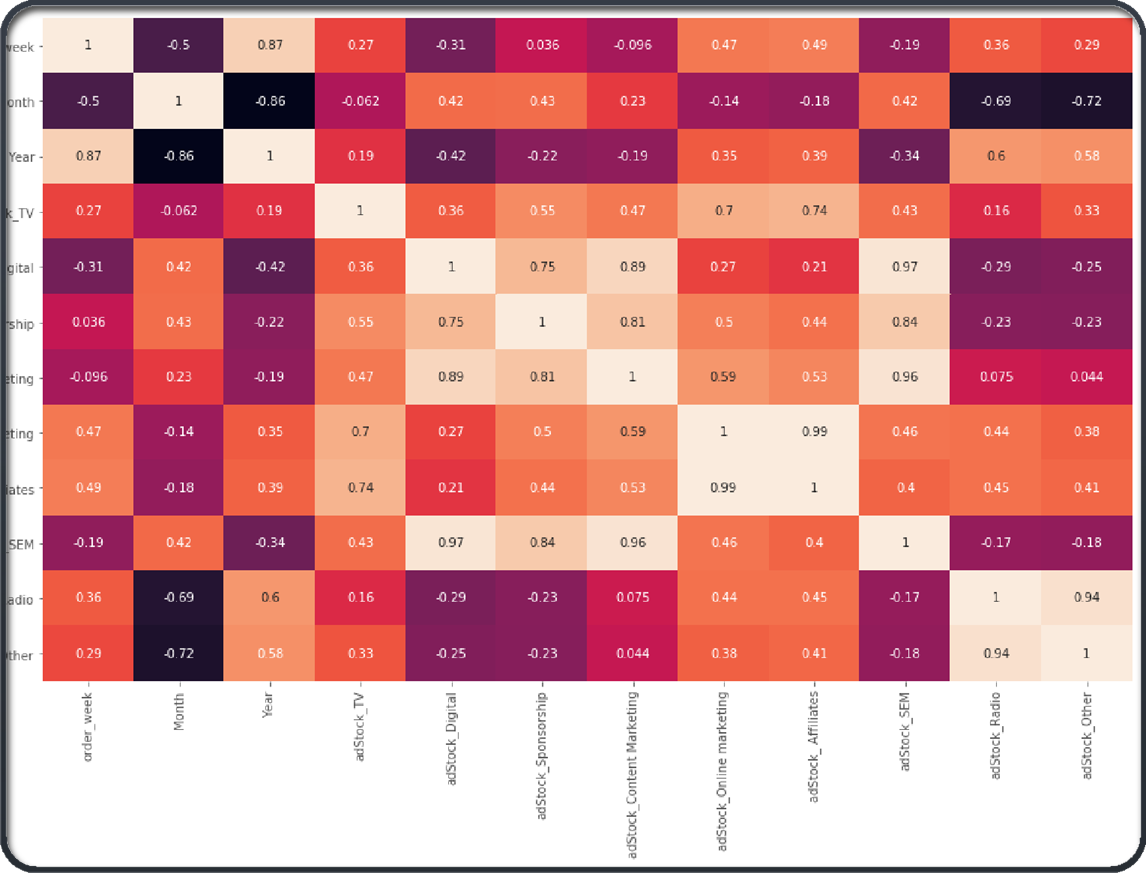 week 1 -0.5 0.87 0.27 -0.31 0.036 -0.096 0.47 0.49 -0.19 0.36 0.29
onth -0.5 1 -0.86 -0.062 0.42 0.43 0.23 -0.14 -0.18 0.42 -0.69 -0.72
Year 0.87 -0.86 1 0.19 -0.42 -0.22 -0.19 0.35 0.39 -0.34 0.6 0.58
k_TV 0.27 -0.062 0.19 1 0.36 0.55 0.47 0.7 0.74 0.43 0.16 0.33
gital -0.31 0.42 -0.42 0.36 1 0.75 0.89 0.27 0.21 0.97 -0.29 -0.25
rship 0.036 0.43 -0.22 0.55 0.75 1 0.81 0.5 0.44 0.84 -0.23 -0.23
eting -0.096 0.23 -0.19 0.47 0.89 0.81 1 0.59 0.53 0.96 0.075 0.044
eting 0.47 -0.14 0.35 0.7 0.27 0.5 0.59 1 0.99 0.46 0.44 0.38
iates 0.49 -0.18 0.39 0.74 0.21 0.44 0.53 0.99 1 0.4 0.45 0.41
_SEM -0.19 0.42 -0.34 0.43 0.97 0.84 0.96 0.46 0.4 1 -0.17 -0.18
adio 0.36 -0.69 0.6 0.16 -0.29 -0.23 0.075 0.44 0.45 -0.17 1 0.94
ther 0.29 -0.72 0.58 0.33 -0.25 -0.23 0.044 0.38 0.41 -0.18 0.94 1
order_week
Month
Year
adStock_TV
adStock_Digital
adStock_Sponsorship
adStock_Content Marketing
adStock_Online marketing
adStock_ Affiliates
adStock_SEM
adStock_Radio
adStock_Other